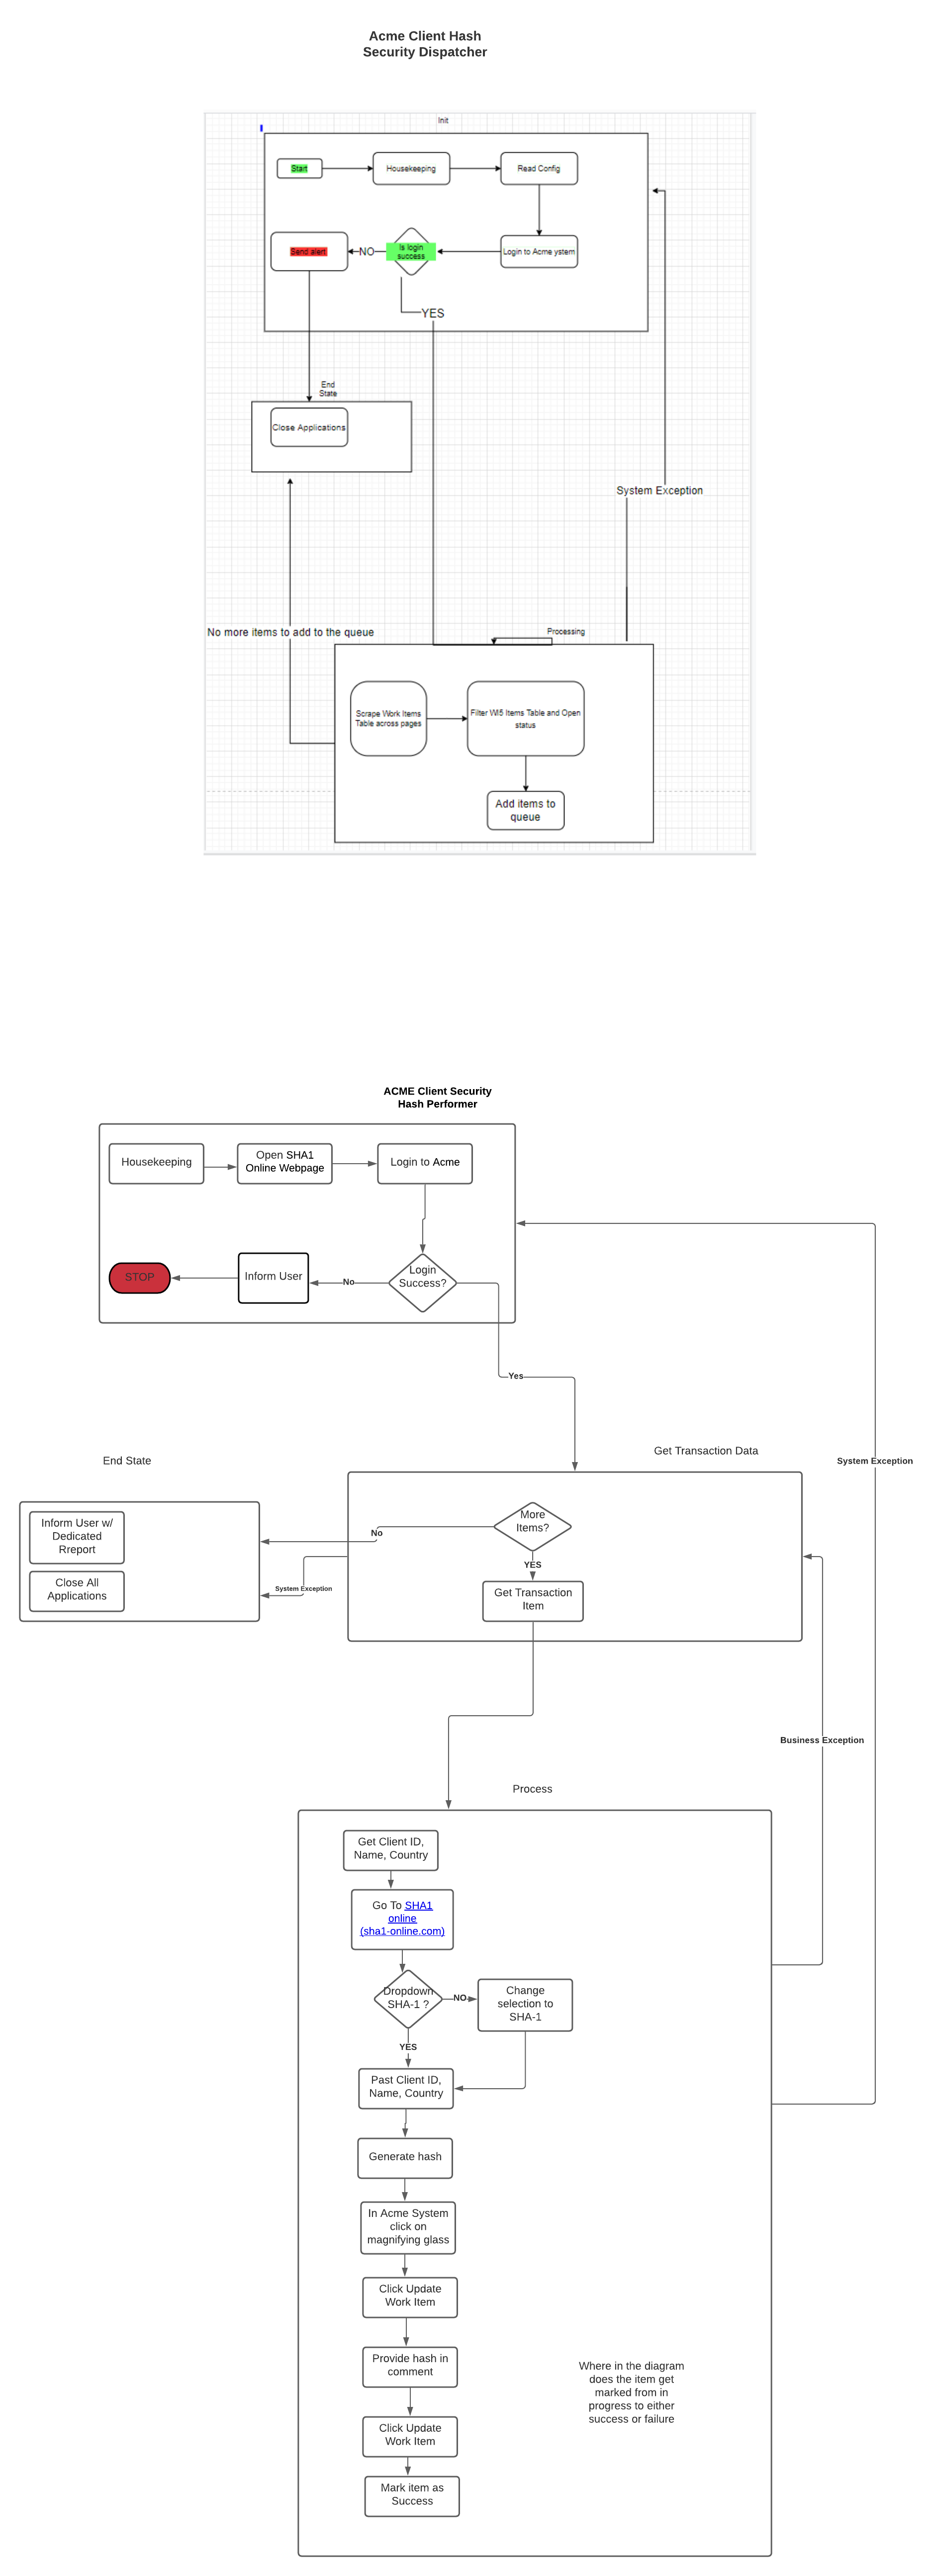 Acme Client Hash
Security Dispatcher
Init
Start
Housekeeping
Read Config
Send alert
NO
Is login
success
Login to Acme ystem
YES
End
State
Close Applications
System Exception
No more items to add to the queue
Processing
Scrape Work Items
Table across pages
Filter WI5 Items Table and Open
status
Add items to
queue
ACME Client Security
Hash Performer
Housekeeping
Open SHA1
Online Webpage
Login to Acme
STOP
Inform User
No
Login
Success?
Yes
End State
Get Transaction Data
System Exception
Inform User w/
Dedicated
Rreport
Close All
Applications
No
System Exception
More
Items?
YES
Get Transaction
Item
Business Exception
Process
Get Client ID,
Name, Country
Go To SHA1
online
(sha1-online.com)
Dropdown
SHA-1 ?
NO
Change
selection to
SHA-1
YES
Past Client ID,
Name, Country
Generate hash
In Acme System
click on
magnifying glass
Click Update
Work Item
Provide hash in
comment
Where in the diagram
does the item get
marked from in
progress to either
success or failure
Click Update
Work Item
Mark item as
Success